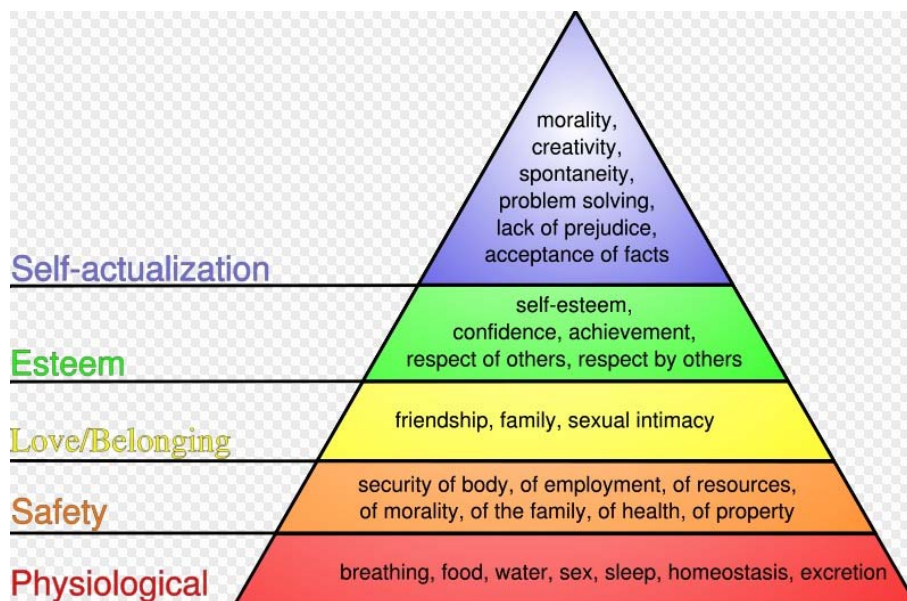 morality,
creativity,
spontaneity,
problem solving,
lack of prejudice,
acceptance of facts
Self-actualization
self-esteem,
confidence, achievement,
respect of others, respect by others
Esteem
friendship, family, sexual intimacy
Love/Belonging
security of body, of employment, of resources,
of morality, of the family, of health, of property
Safety
breathing, food, water, sex, sleep, homeostasis, excretion
Physiological